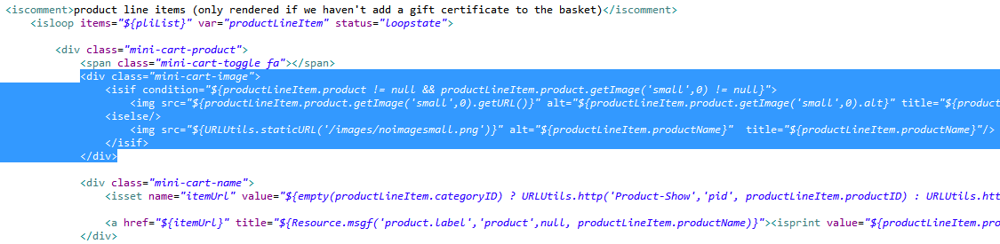 <iscomment>product line items (only rendered if we haven't add a gift certificate to the basket)</iscomment>
<isloop items="${pliList}" var="productLineItem" status="loopstate">
<div class="mini-cart-product">
<span class="mini-cart-toggle fa"></span>
<div class="mini-cart-image">
<isif condition="${productLineItem.product != null && productLineItem.product.getImage('small',0) != null}">
<img src="${productLineItem.product.getImage('small',0).getURL()}" alt="${productLineItem.product.getImage('small',0).alt}" title="${product
<iselse/>
<img src="${URLUtils.staticURL('/images/noimagesmall.png')}" alt="${productLineItem.productName}"  title="${productLineItem.productName}"/>
</isif>
</div>
<div class="mini-cart-name">
<isset name="itemUrl" value="${empty(productLineItem.categoryID) ? URLUtils.http('Product-Show','pid', productLineItem.productID) : URLUtils.htt
<a href="${itemUrl}" title="${Resource.msgf('product.label','product',null, productLineItem.productName)}"><isprint value="${productLineItem.pro
</div>